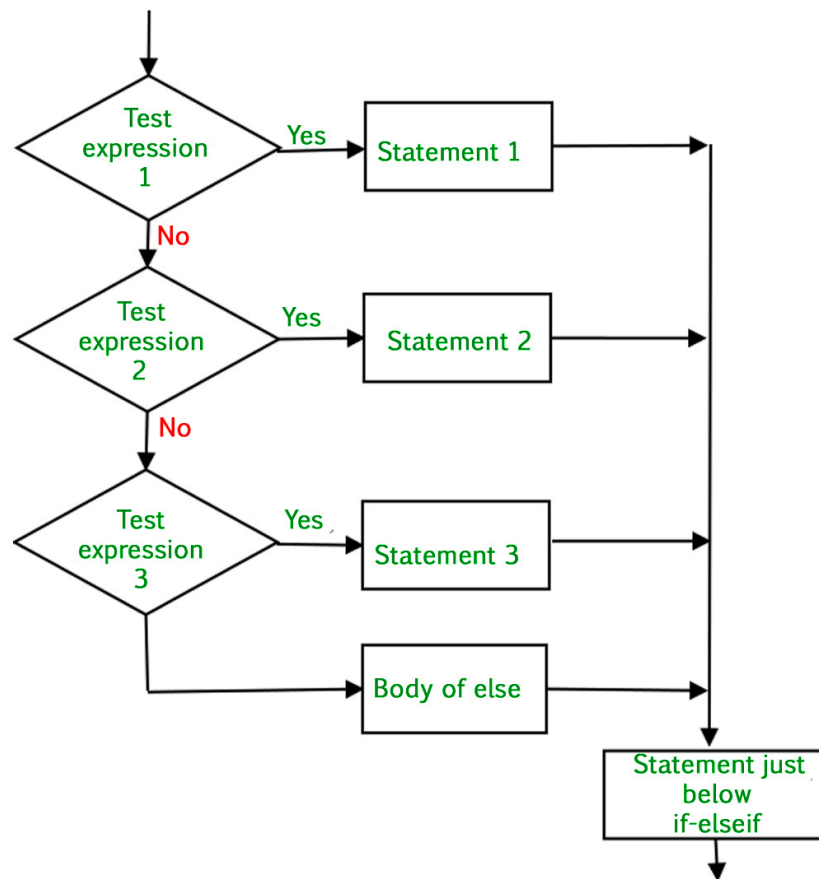 Test
expression
1
Yes
Statement 1
No
Test
expression
2
Yes
Statement 2
No
Test
expression
3
Yes
Statement 3
Body of else
Statement just
below
if-elseif